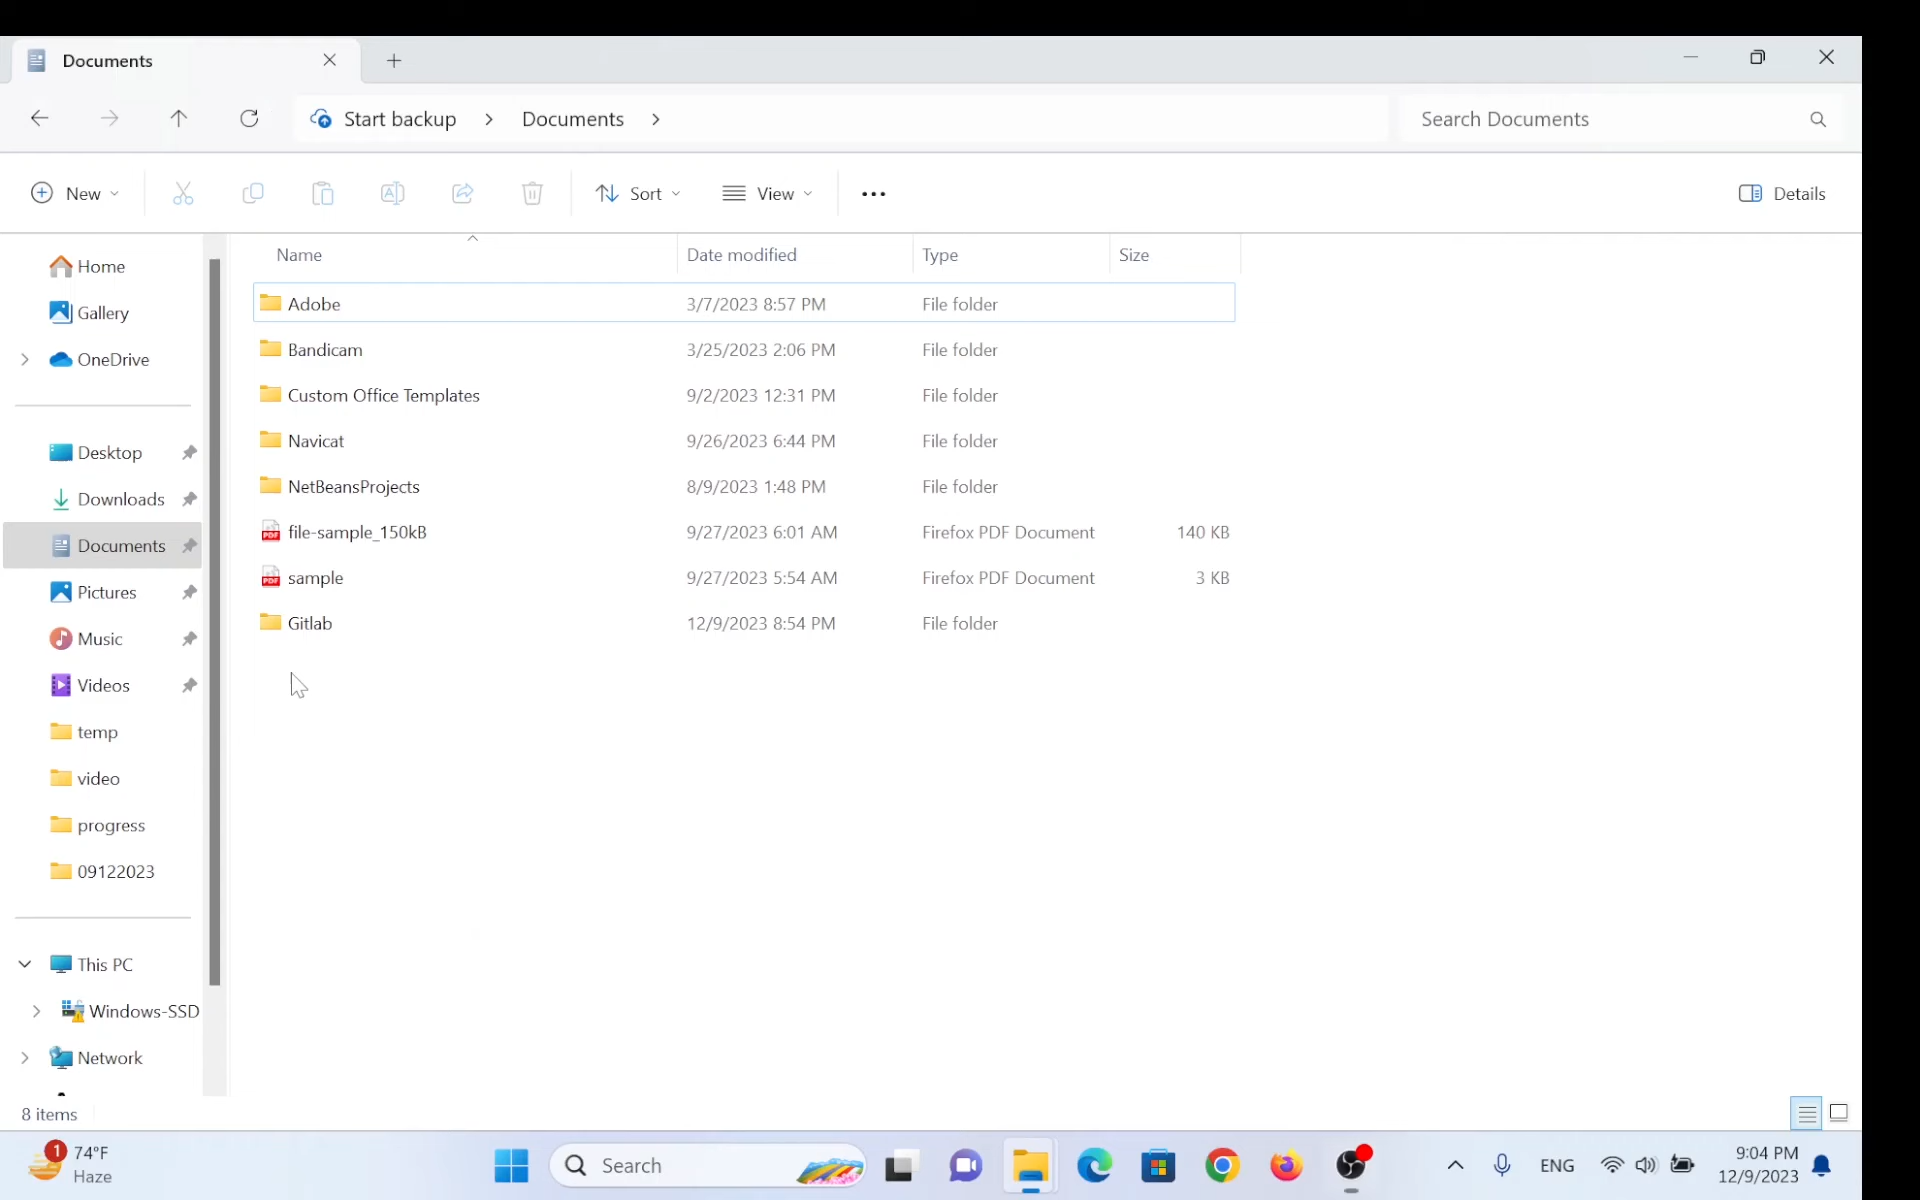 Documents
Start backup > Documents >
Search Documents
New
Sort
View
Details
Name Date modified Type Size
Adobe 3/7/2023 8:57 PM File folder
Bandicam 3/25/2023 2:06 PM File folder
Custom Office Templates 9/2/2023 12:31 PM File folder
Navicat 9/26/2023 6:44 PM File folder
NetBeansProjects 8/9/2023 1:48 PM File folder
file-sample_150kB 9/27/2023 6:01 AM Firefox PDF Document 140 KB
sample 9/27/2023 5:54 AM Firefox PDF Document 3 KB
Gitlab 12/9/2023 8:54 PM File folder
Home
Gallery
OneDrive
Desktop
Downloads
Documents
Pictures
Music
Videos
temp
video
progress
09122023
This PC
Windows-SSD
Network
8 items
1
74°F
Haze
Search
ENG
9:04 PM
12/9/2023